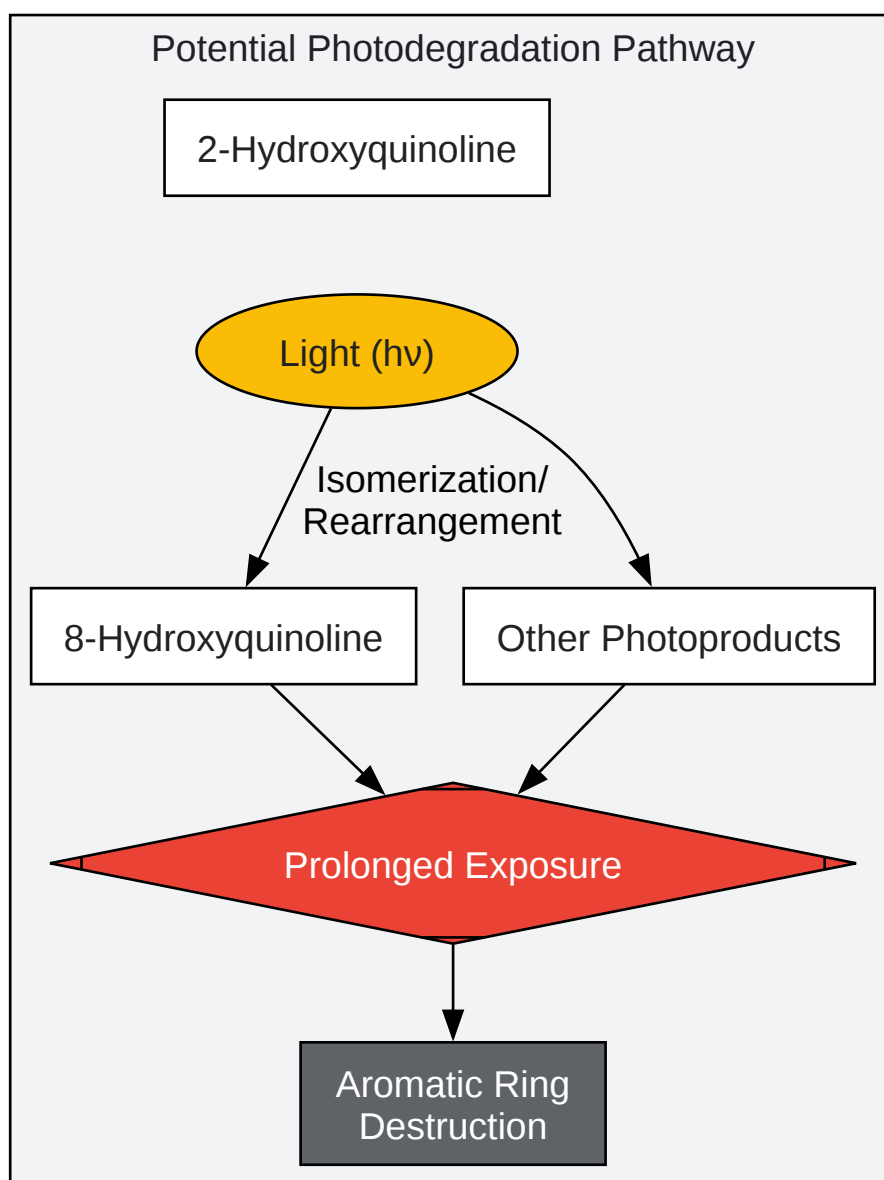 Potential Photodegradation Pathway
2-Hydroxyquinoline
Light (hν)
Isomerization/
Rearrangement
8-Hydroxyquinoline
Other Photoproducts
Prolonged Exposure
Aromatic Ring
Destruction